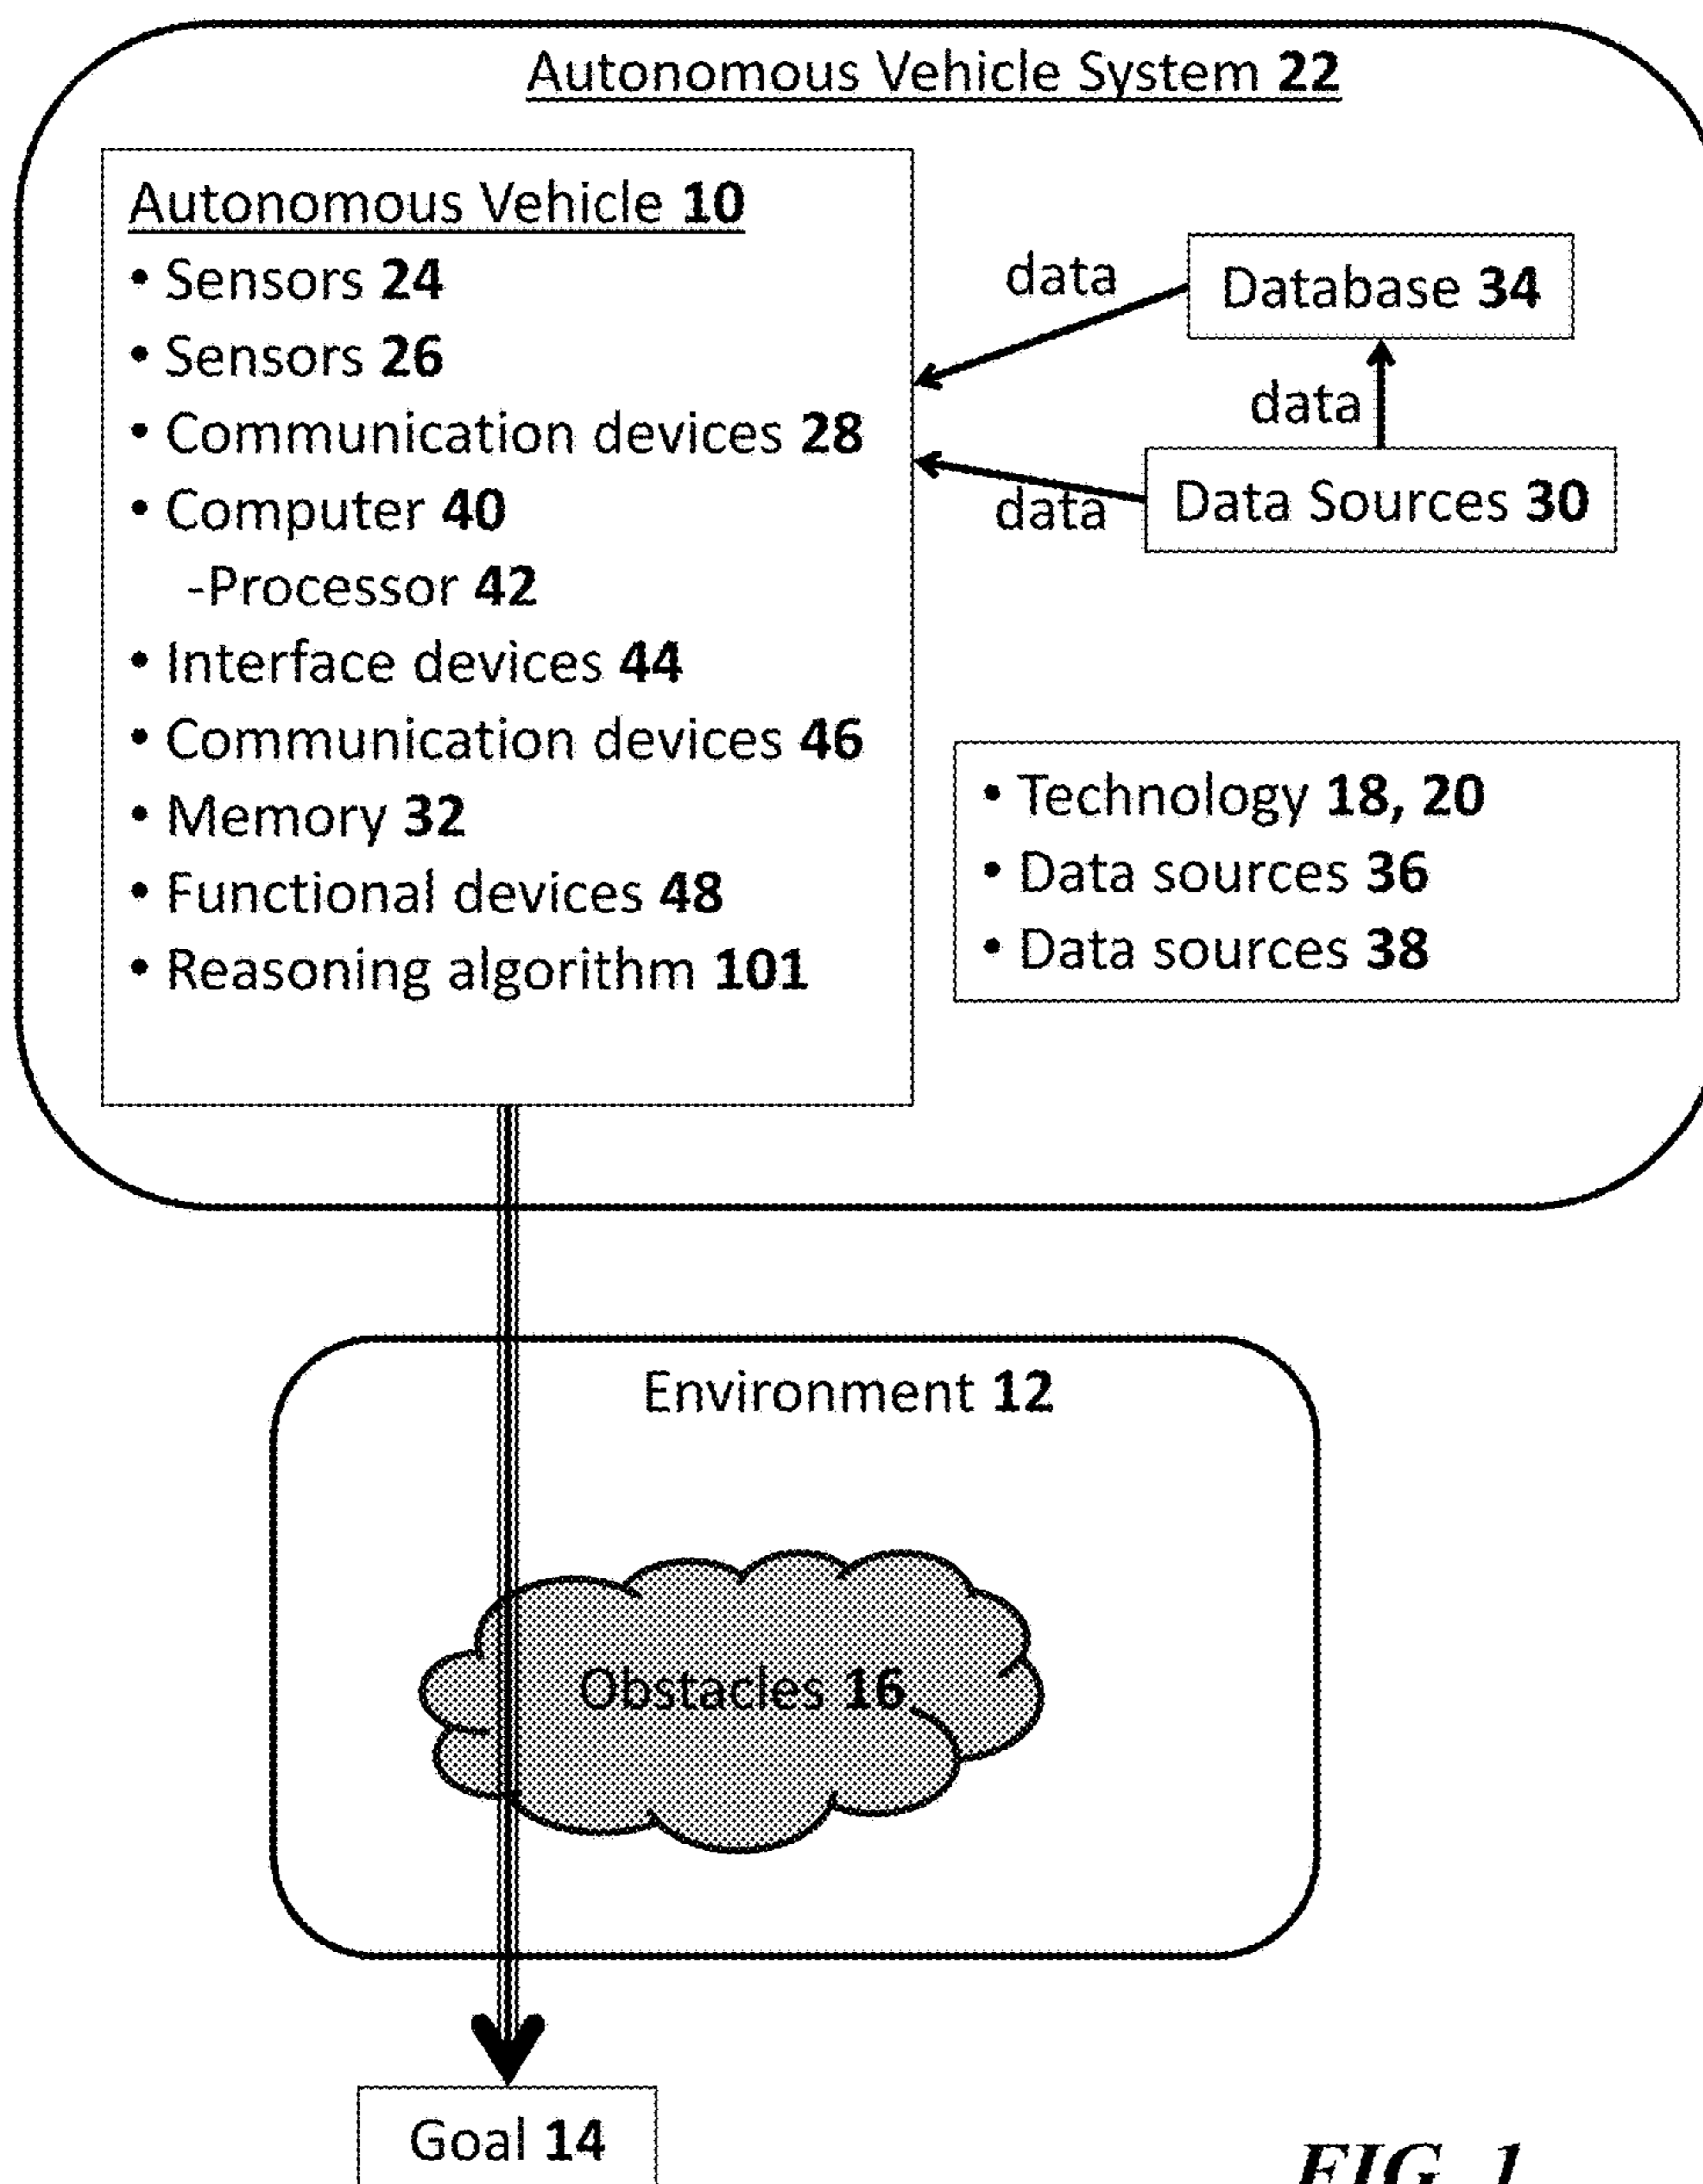 Autonomous Vehicle System 22
Autonomous Vehicle 10
• Sensors 24
• Sensors 26
• Communication devices 28
• Computer 40
-Processor 42
• Interface devices 44
• Communication devices 46
• Memory 32
• Functional devices 48
• Reasoning algorithm 101
data
Database 34
data
data
Data Sources 30
• Technology 18, 20
• Data sources 36
• Data sources 38
Environment 12
Obstacles 16
Goal 14
FIG. 1